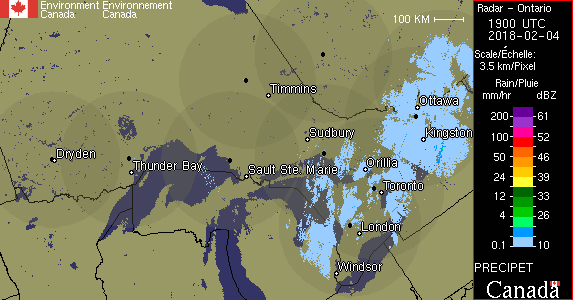 Environment Environnement
Canada Canada
100 KM
Timmins
Ottawa
Sudbury
Kingston
Dryden
Thunder Bay
Sault Ste. Marie
Orillia
Toronto
London
Windsor
Radar - Ontario
1900 UTC
2018-02-04
Scale/Échelle:
3.5 km/Pixel
Rain/Pluie
mm/hr dBZ
200 61
100 52
50 46
24 39
12 33
4 26
0.1 10
PRECIPET
Canada